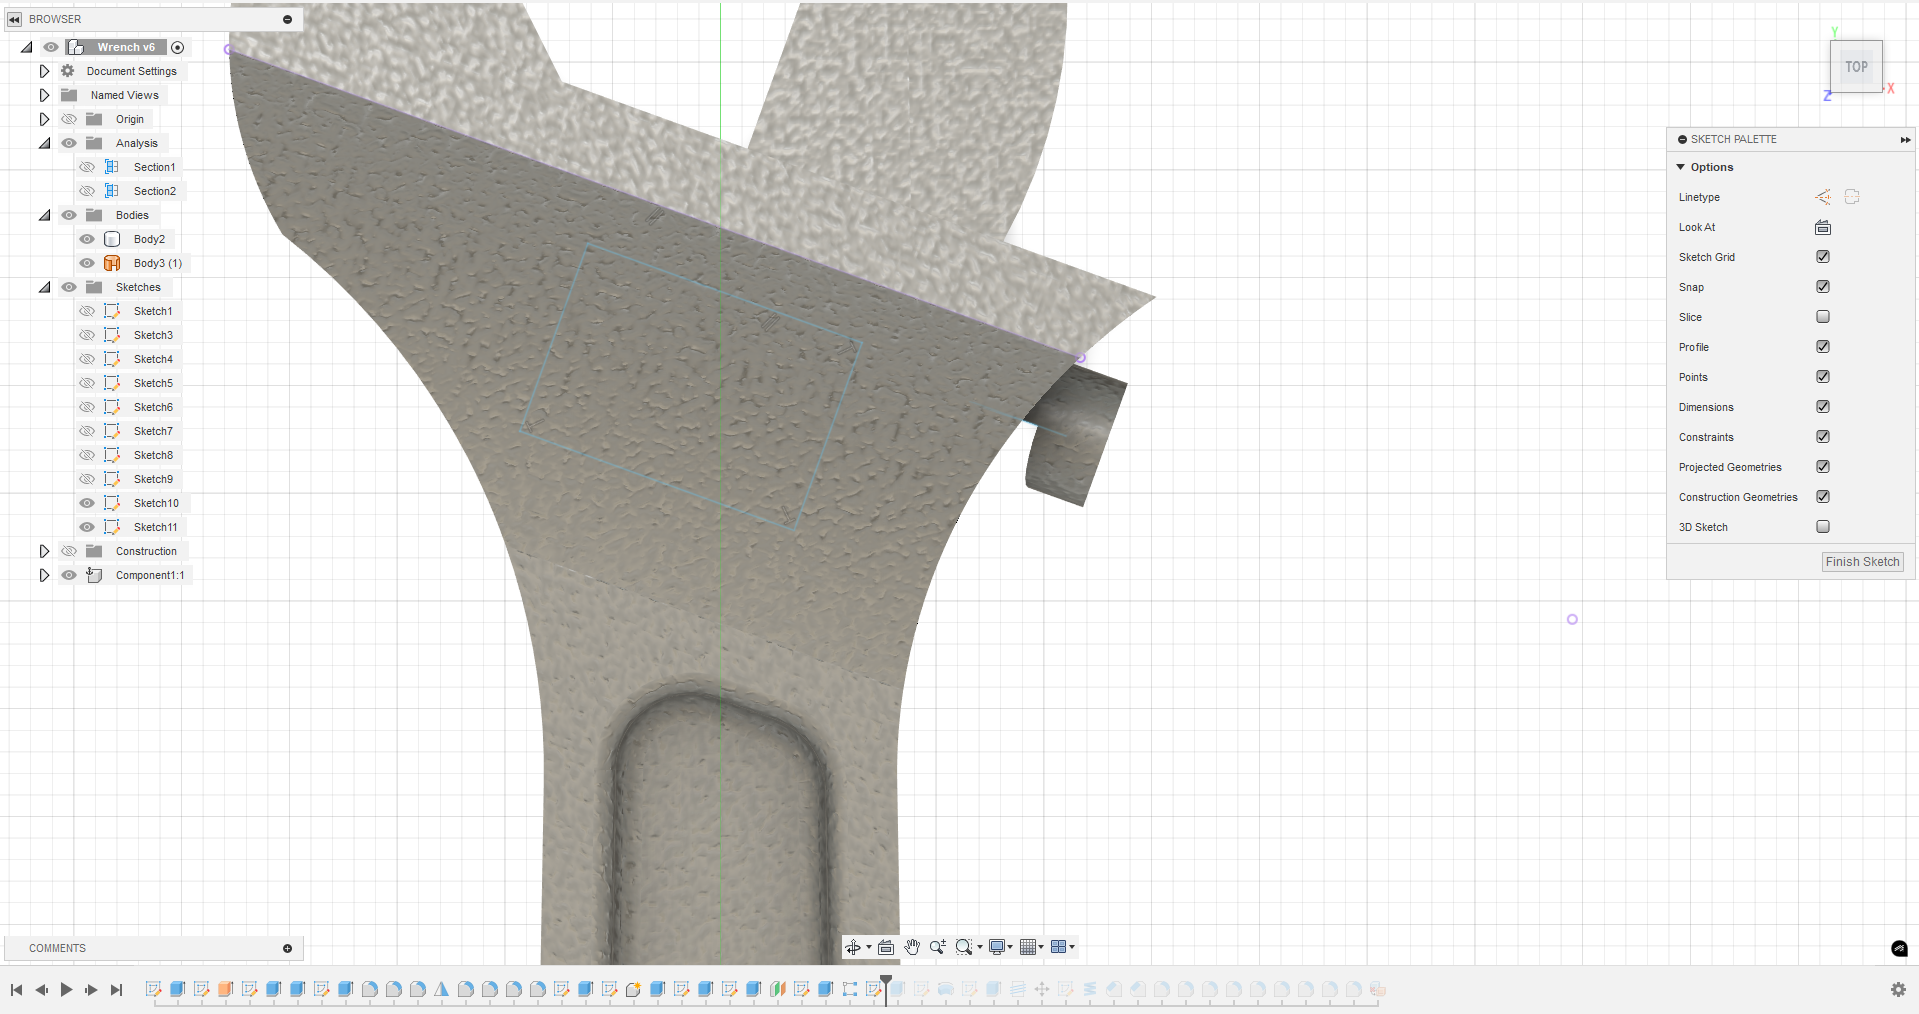 BROWSER
Wrench v6
Document Settings
Named Views
Origin
Analysis
Section1
Section2
Bodies
Body2
Body3 (1)
Sketches
Sketch1
Sketch3
Sketch4
Sketch5
Sketch6
Sketch7
Sketch8
Sketch9
Sketch10
Sketch11
Construction
Component1:1
Y
TOP
X
Z
SKETCH PALETTE
Options
Linetype
Look At
Sketch Grid
Snap
Slice
Profile
Points
Dimensions
Constraints
Projected Geometries
Construction Geometries
3D Sketch
Finish Sketch
COMMENTS